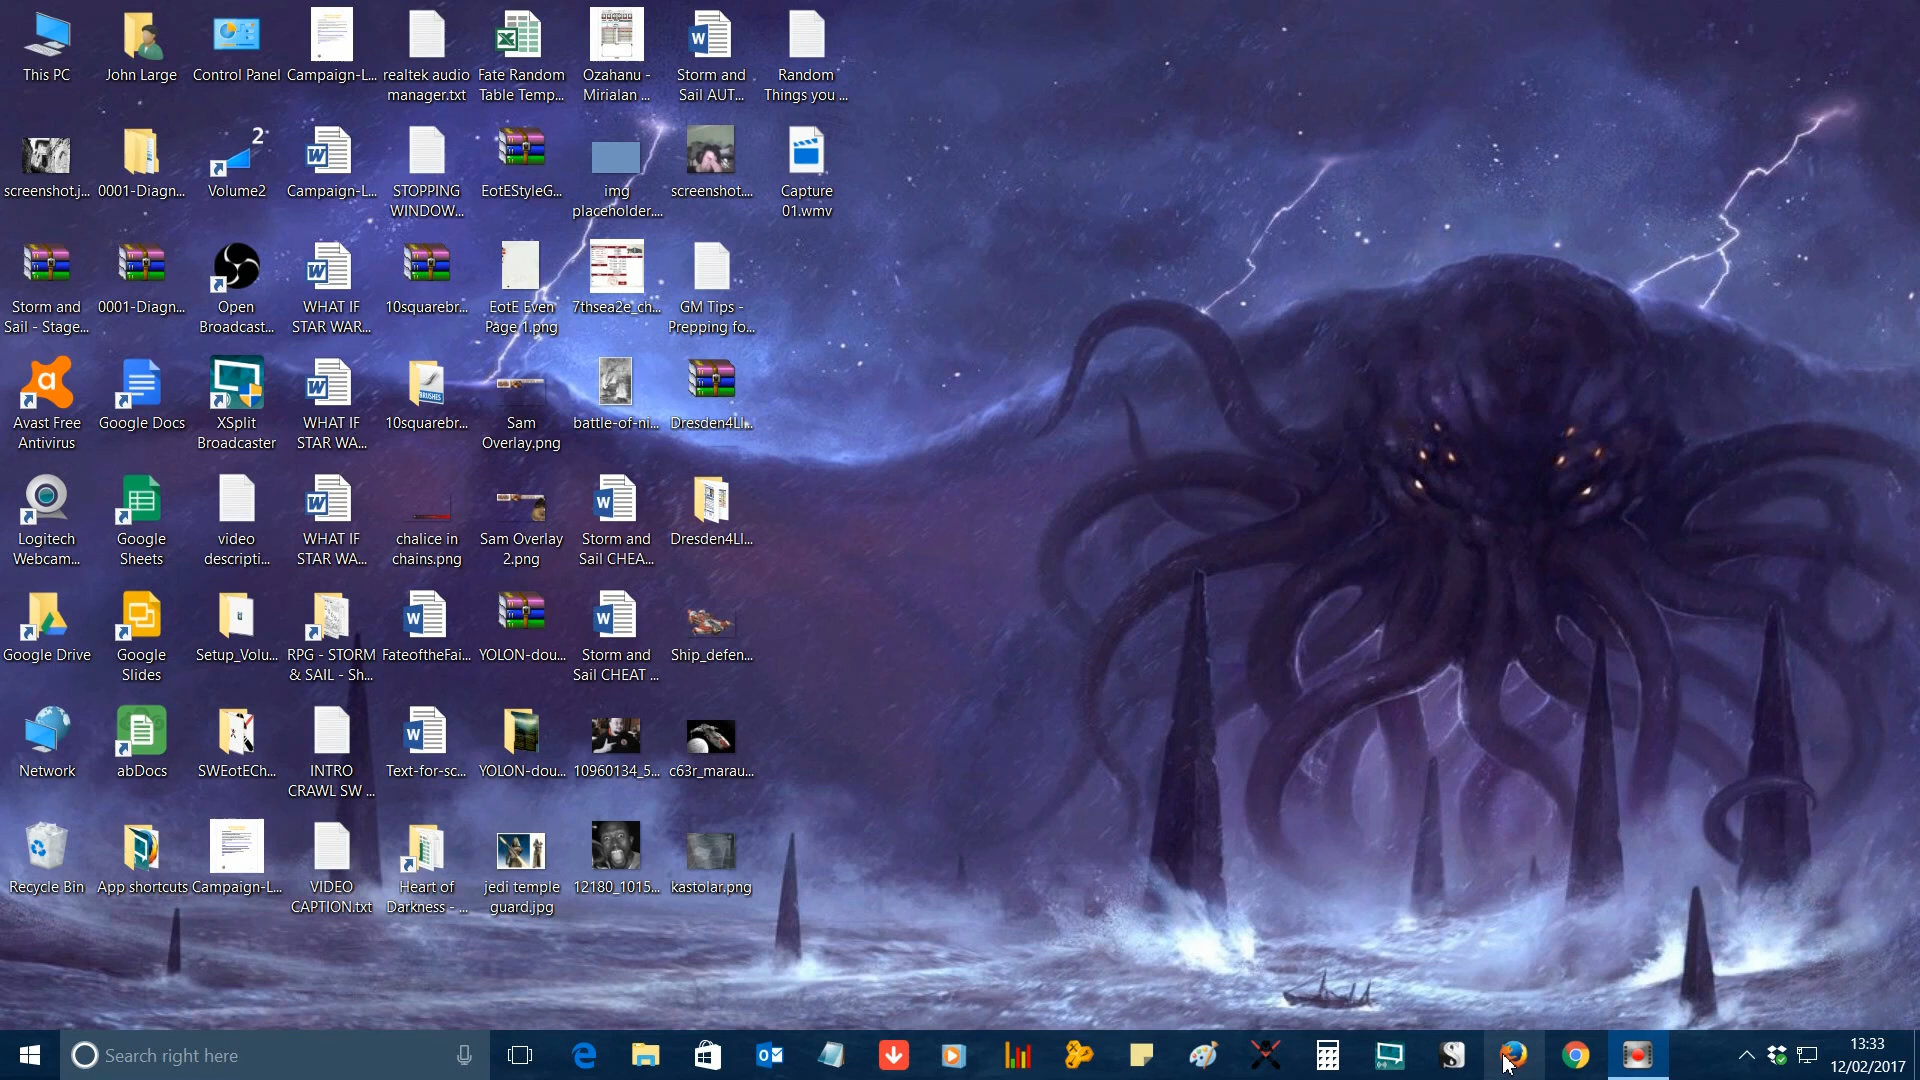 This PC
John Large
Control Panel
Campaign-L...
realtek audio
manager.txt
Fate Random
Table Temp...
Ozahanu -
Mirialan ...
Storm and
Sail AUT...
Random
Things you ...
screenshot.j...
0001-Diagn...
2
Volume2
Campaign-L...
STOPPING
WINDOW...
EotEStyleG...
img
placeholder....
screenshot....
Capture
01.wmv
Storm and
Sail - Stage...
0001-Diagn...
Open
Broadcast...
WHAT IF
STAR WAR...
10squarebr...
EotE Even
Page 1.png
7thsea2e_ch...
GM Tips -
Prepping fo...
Avast Free
Antivirus
Google Docs
XSplit
Broadcaster
WHAT IF
STAR WA...
BRUSHES
10squarebr...
Sam
Overlay.png
battle-of-ni...
Dresden4LI...
Logitech
Webcam...
Google
Sheets
video
descripti...
WHAT IF
STAR WA...
chalice in
chains.png
Sam Overlay
2.png
Storm and
Sail CHEA...
Dresden4LI...
Google Drive
Google
Slides
Setup_Volu...
RPG - STORM
& SAIL - Sh...
FateoftheFai...
YOLON-dou...
Storm and
Sail CHEAT ...
Ship_defen...
Network
abDocs
SWEotECh...
INTRO
CRAWL SW ...
Text-for-sc...
YOLON-dou...
10960134_5...
c63r_marau...
Recycle Bin
App shortcuts
Campaign-L...
VIDEO
CAPTION.txt
Heart of
Darkness - ...
jedi temple
guard.jpg
12180_1015...
kastolar.png
Search right here
13:33
12/02/2017